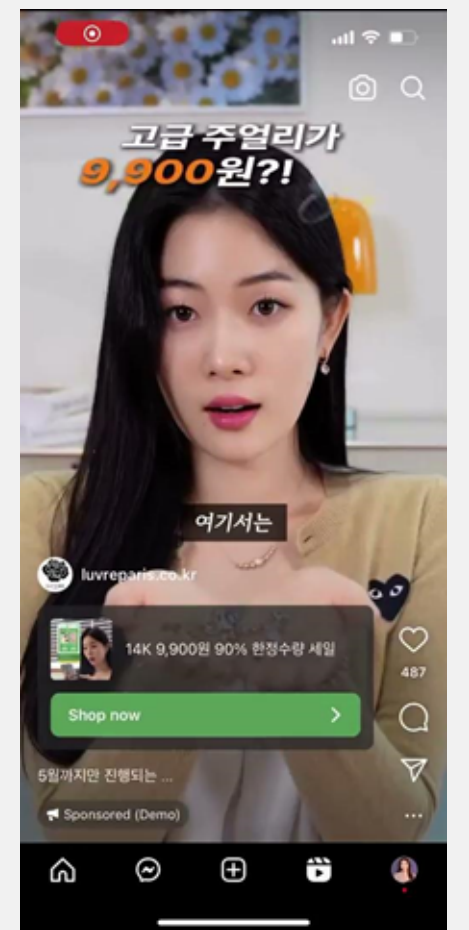 고급 주얼리가
9,900원?!
여기서는
luvreparis.co.kr
14K 9,900원 90% 한정수량 세일
Shop now
487
5월까지만 진행되는 ...
Sponsored (Demo)